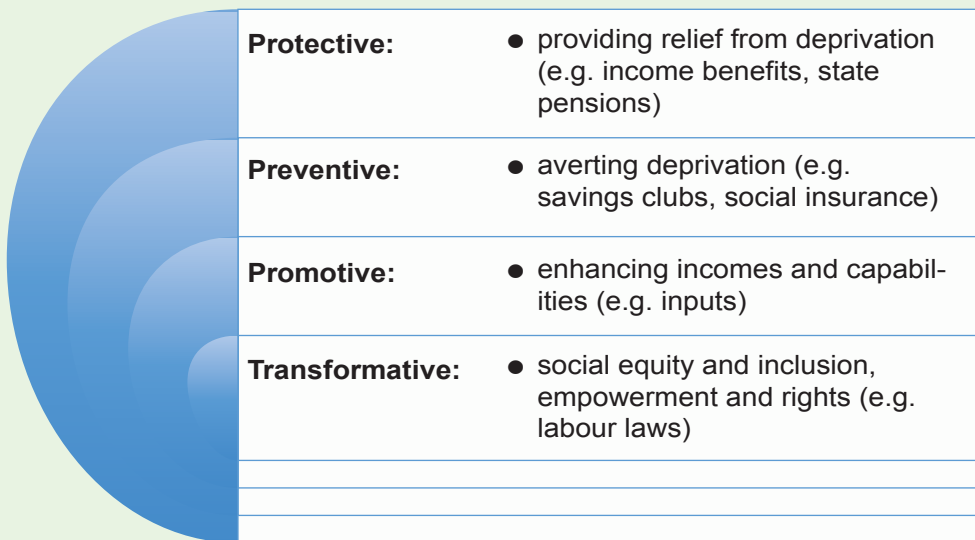 Protective: ● providing relief from deprivation
(e.g. income benefits, state
pensions)
Preventive: ● averting deprivation (e.g.
savings clubs, social insurance)
Promotive: ● enhancing incomes and capabil-
ities (e.g. inputs)
Transformative: ● social equity and inclusion,
empowerment and rights (e.g.
labour laws)